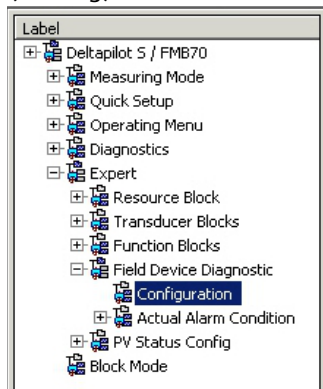 Label
Deltapilot S / FMB70
Measuring Mode
Quick Setup
Operating Menu
Diagnostics
Expert
Resource Block
Transducer Blocks
Function Blocks
Field Device Diagnostic
Configuration
Actual Alarm Condition
PV Status Config
Block Mode